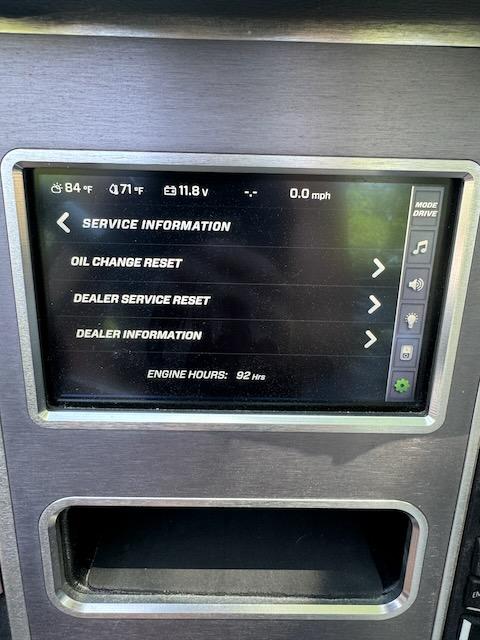 84 °F 71 °F 11.8 V -.- 0.0 mph
MODE
DRIVE
SERVICE INFORMATION
OIL CHANGE RESET
DEALER SERVICE RESET
DEALER INFORMATION
ENGINE HOURS: 92 Hrs